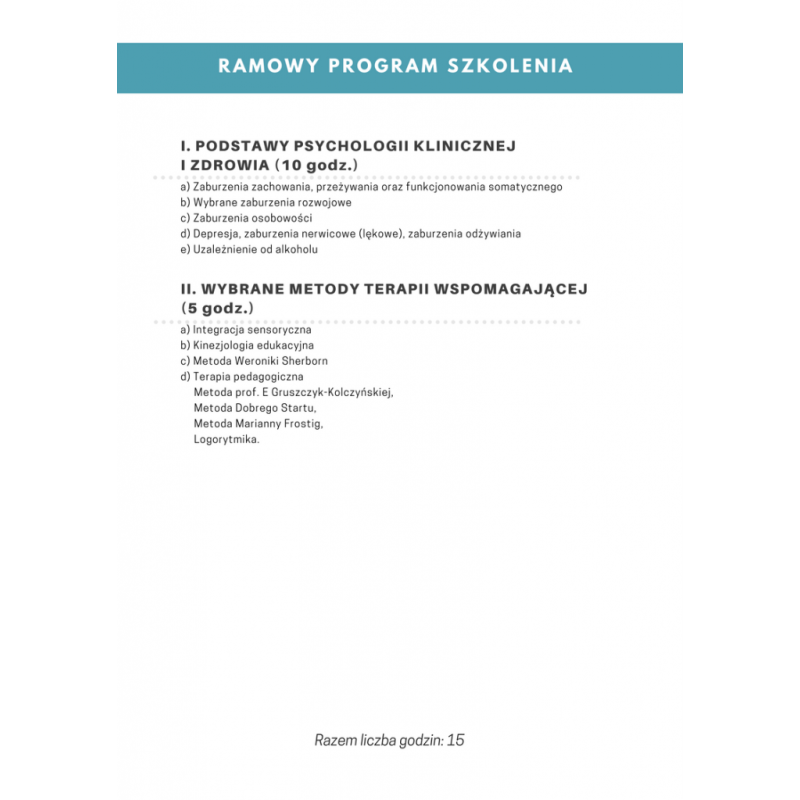 RAMOWY PROGRAM SZKOLENIA
I. PODSTAWY PSYCHOLOGII KLINICZNEJ
I ZDROWIA (10 godz.)
a) Zaburzenia zachowania, przeżywania oraz funkcjonowania somatycznego
b) Wybrane zaburzenia rozwojowe
c) Zaburzenia osobowości
d) Depresja, zaburzenia nerwicowe (lękowe), zaburzenia odżywiania
e) Uzależnienie od alkoholu
II. WYBRANE METODY TERAPII WSPOMAGAJĄCEJ
(5 godz.)
a) Integracja sensoryczna
b) Kinezjologia edukacyjna
c) Metoda Weroniki Sherborn
d) Terapia pedagogiczna
Metoda prof. E Gruszczyk-Kolczyńskiej,
Metoda Dobrego Startu,
Metoda Marianny Frostig,
Logorytmika.
Razem liczba godzin: 15